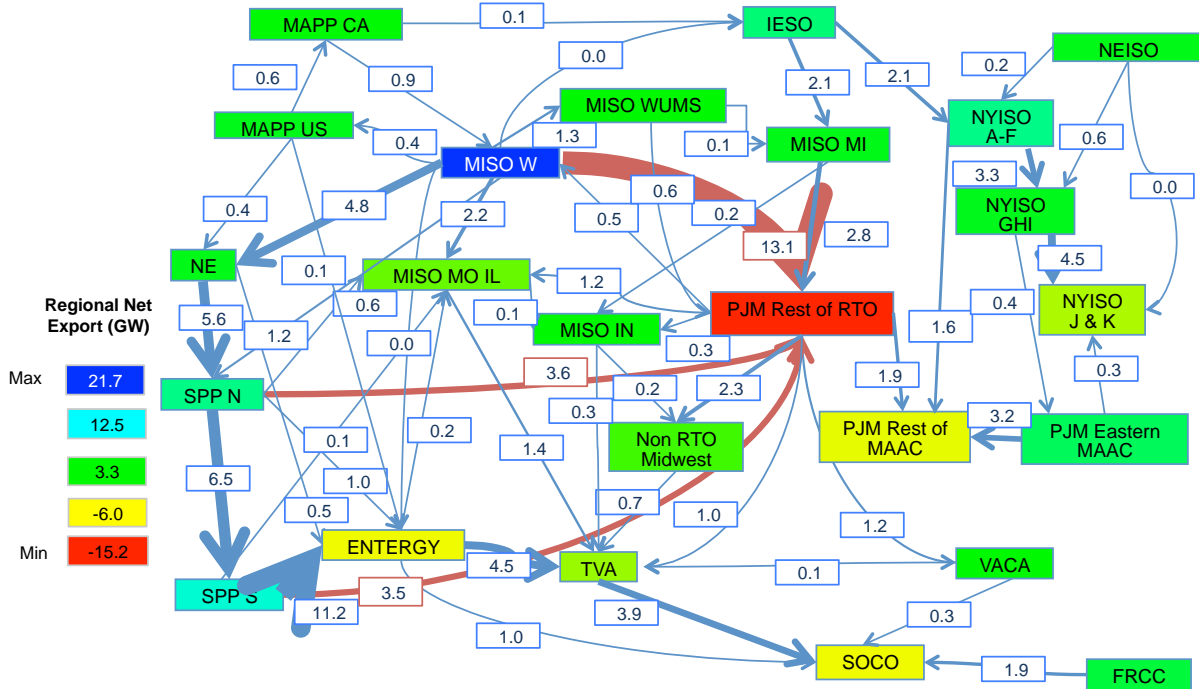 0.1
MAPP CA
IESO
NEISO
0.0
0.2
2.1
2.1
0.6
0.9
MISO WUMS
NYISO
A-F
MAPP US
1.3
0.6
0.4
0.1
MISO MI
MISO W
3.3
0.6
0.0
4.8
2.2
0.5
0.2
NYISO
GHI
0.4
13.1
2.8
4.5
NE
0.1
MISO MO IL
1.2
Regional Net
Export (GW)
0.6
PJM Rest of RTO
0.4
NYISO
J & K
5.6
1.2
0.0
0.1
MISO IN
0.3
1.6
Max
21.7
SPP N
3.6
0.2
2.3
1.9
0.3
12.5
0.1
0.2
0.3
Non RTO
Midwest
PJM Rest of
MAAC
3.2
PJM Eastern
MAAC
3.3
6.5
1.0
1.4
-6.0
0.5
0.7
1.0
1.2
Min
-15.2
ENTERGY
4.5
TVA
0.1
VACA
SPP S
3.5
11.2
1.0
3.9
0.3
SOCO
1.9
FRCC